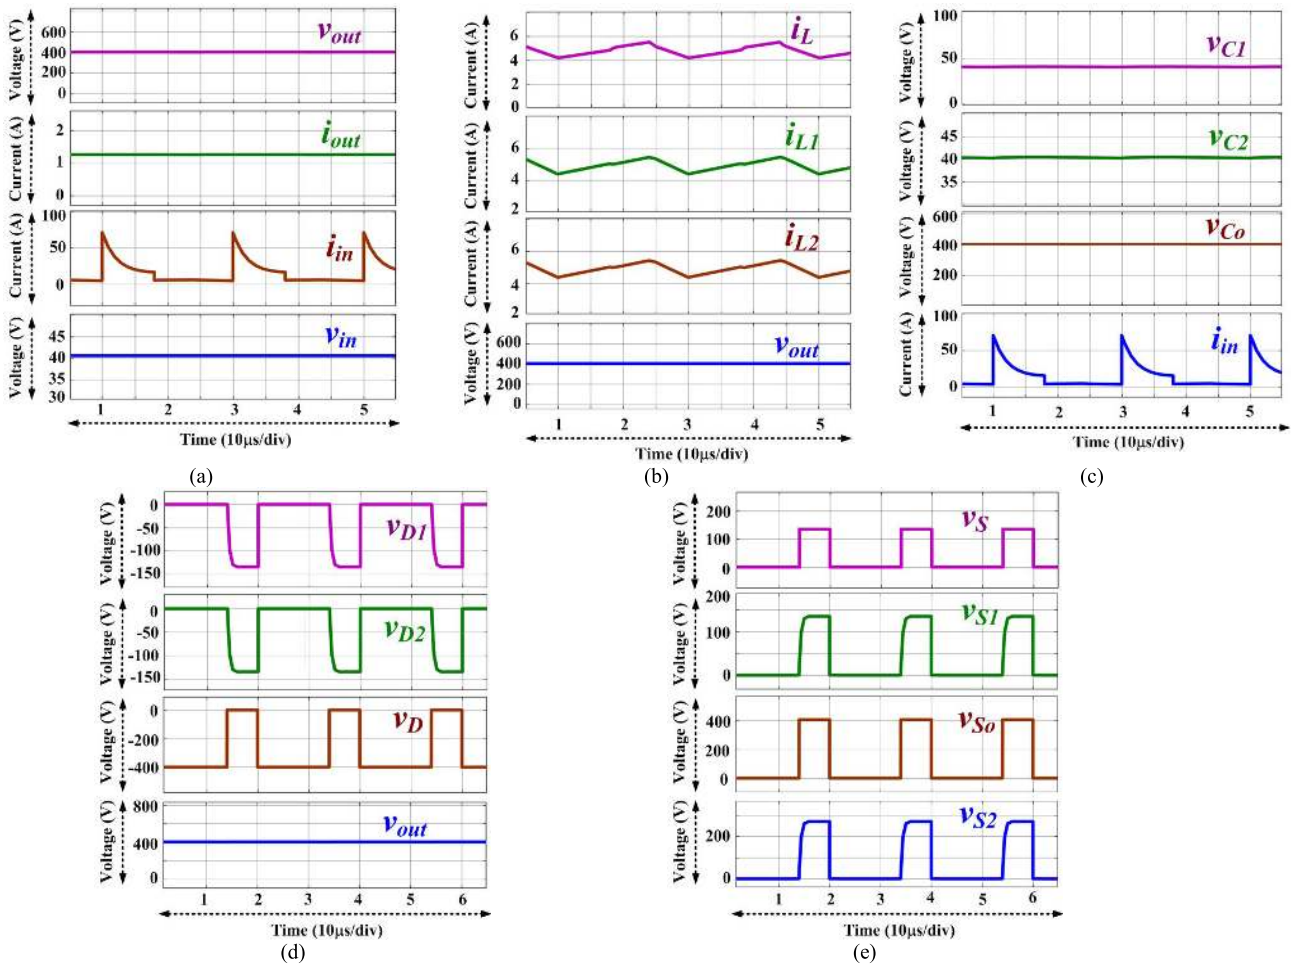 Voltage (V)
600
400
200
0
v_out
Current (A)
2
1
0
i_out
Current (A)
100
50
0
i_in
Voltage (V)
45
40
35
30
v_in
1 2 3 4 5
Time (10μs/div)
(a)
Current (A)
6
4
2
0
i_L
Current (A)
6
4
2
i_L1
Current (A)
6
4
2
i_L2
Voltage (V)
600
400
200
0
v_out
1 2 3 4 5
Time (10μs/div)
(b)
Voltage (V)
100
50
0
v_C1
Voltage (V)
45
40
35
v_C2
Voltage (V)
600
400
200
0
v_Co
Current (A)
100
50
0
i_in
1 2 3 4 5
Time (10μs/div)
(c)
Voltage (V)
0
-50
-100
-150
v_D1
Voltage (V)
0
-50
-100
-150
v_D2
Voltage (V)
0
-200
-400
v_D
Voltage (V)
800
400
0
v_out
1 2 3 4 5 6
Time (10μs/div)
(d)
Voltage (V)
200
100
0
v_S
Voltage (V)
200
100
0
v_S1
Voltage (V)
400
200
0
v_So
Voltage (V)
200
0
v_S2
1 2 3 4 5 6
Time (10μs/div)
(e)